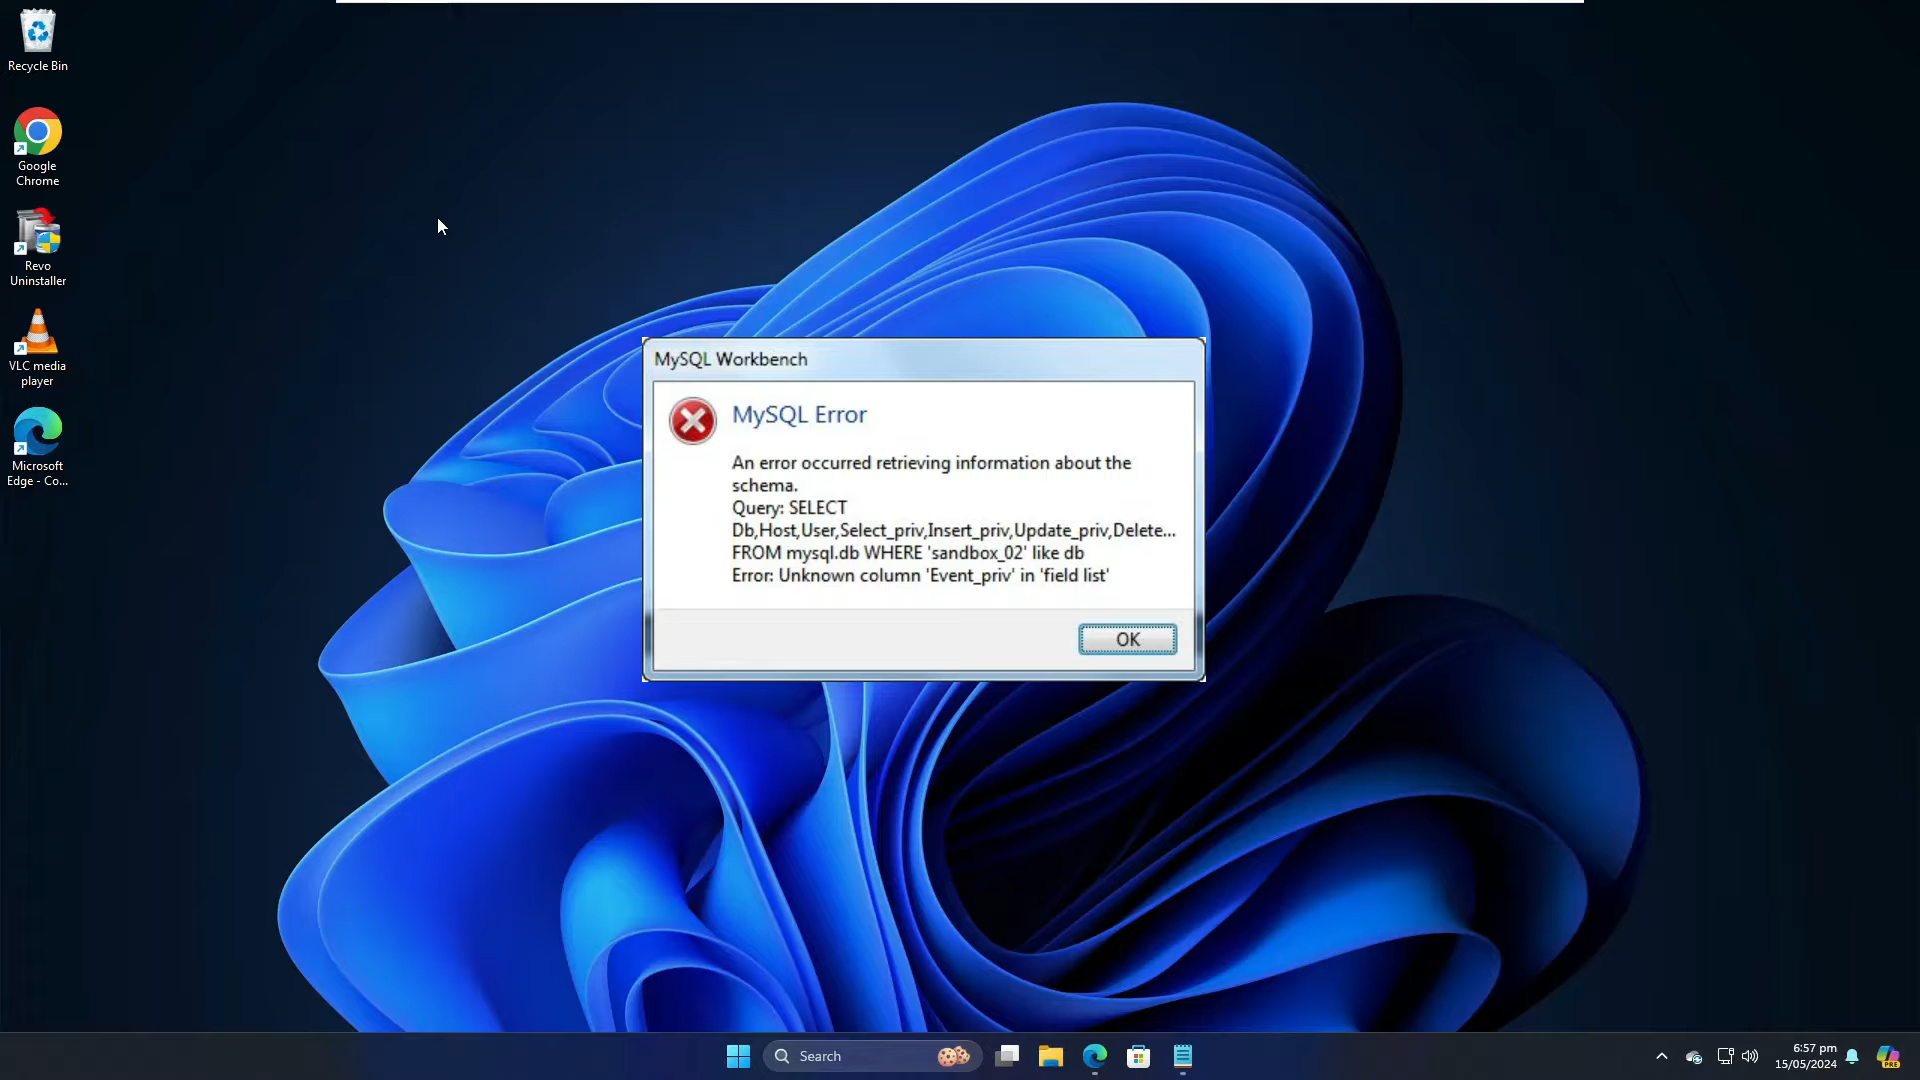 Recycle Bin
Google
Chrome
Revo
Uninstaller
VLC media
player
Microsoft
Edge - Co...
MySQL Workbench
MySQL Error
An error occurred retrieving information about the
schema.
Query: SELECT
Db,Host,User,Select_priv,Insert_priv,Update_priv,Delete...
FROM mysql.db WHERE 'sandbox_02' like db
Error: Unknown column 'Event_priv' in 'field list'
OK
Search
6:57 pm
15/05/2024
PRE